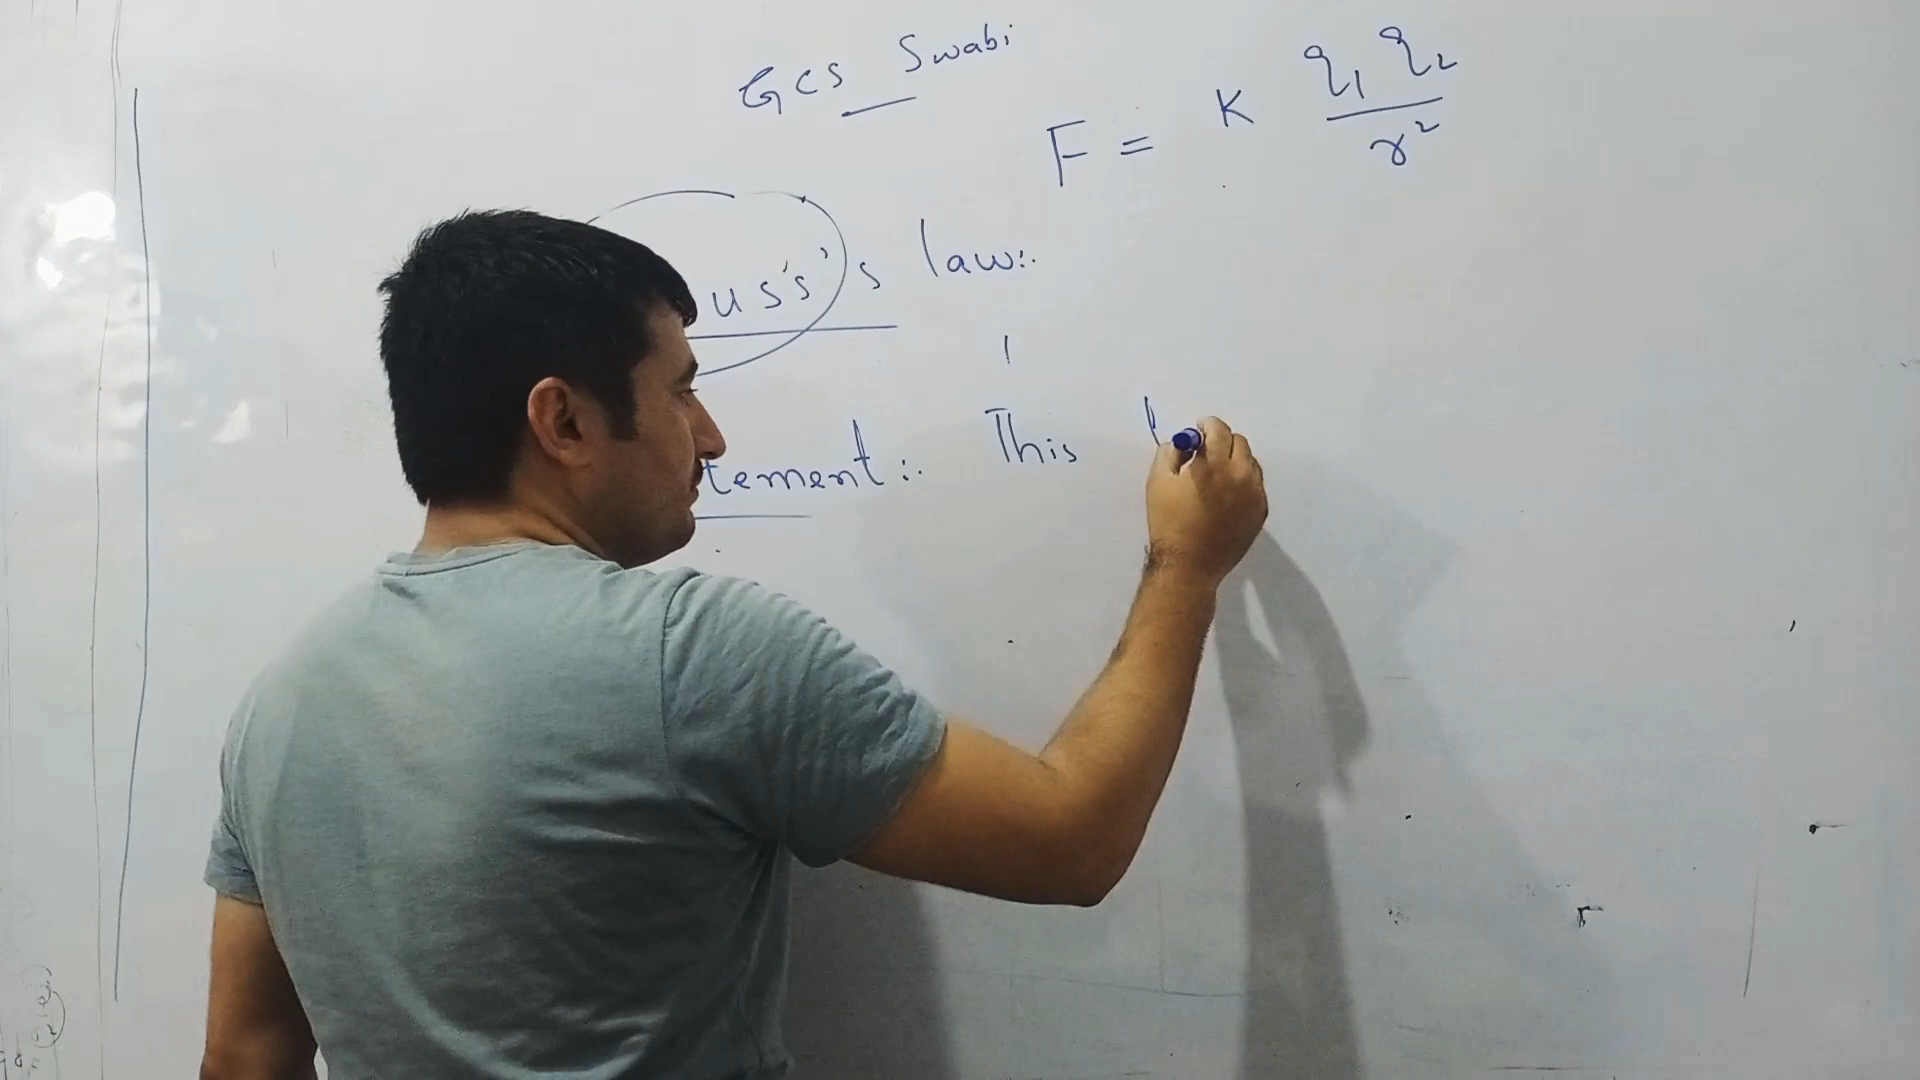 GCS Swabi
F = K q1 q2 / r²
uss's law:.
tement:. This